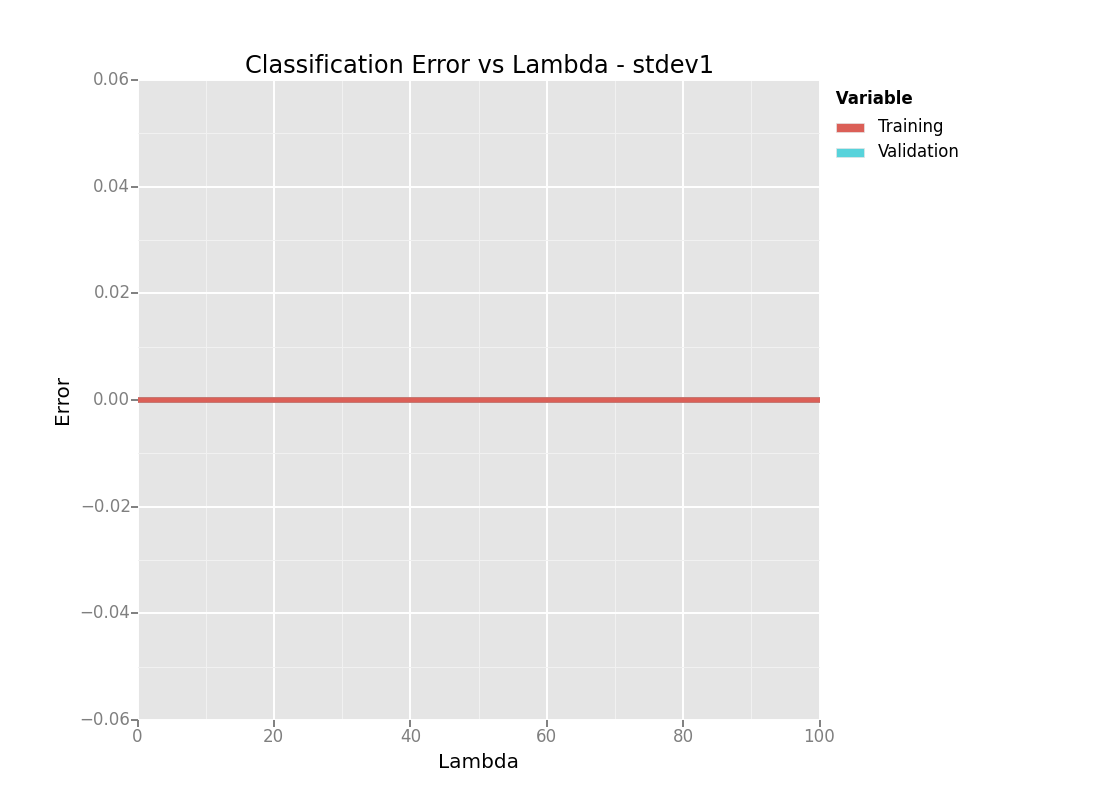 Classification Error vs Lambda - stdev1
Variable
Training
Validation
0.06
0.04
0.02
0.00
−0.02
−0.04
−0.06
Error
0 20 40 60 80 100
Lambda